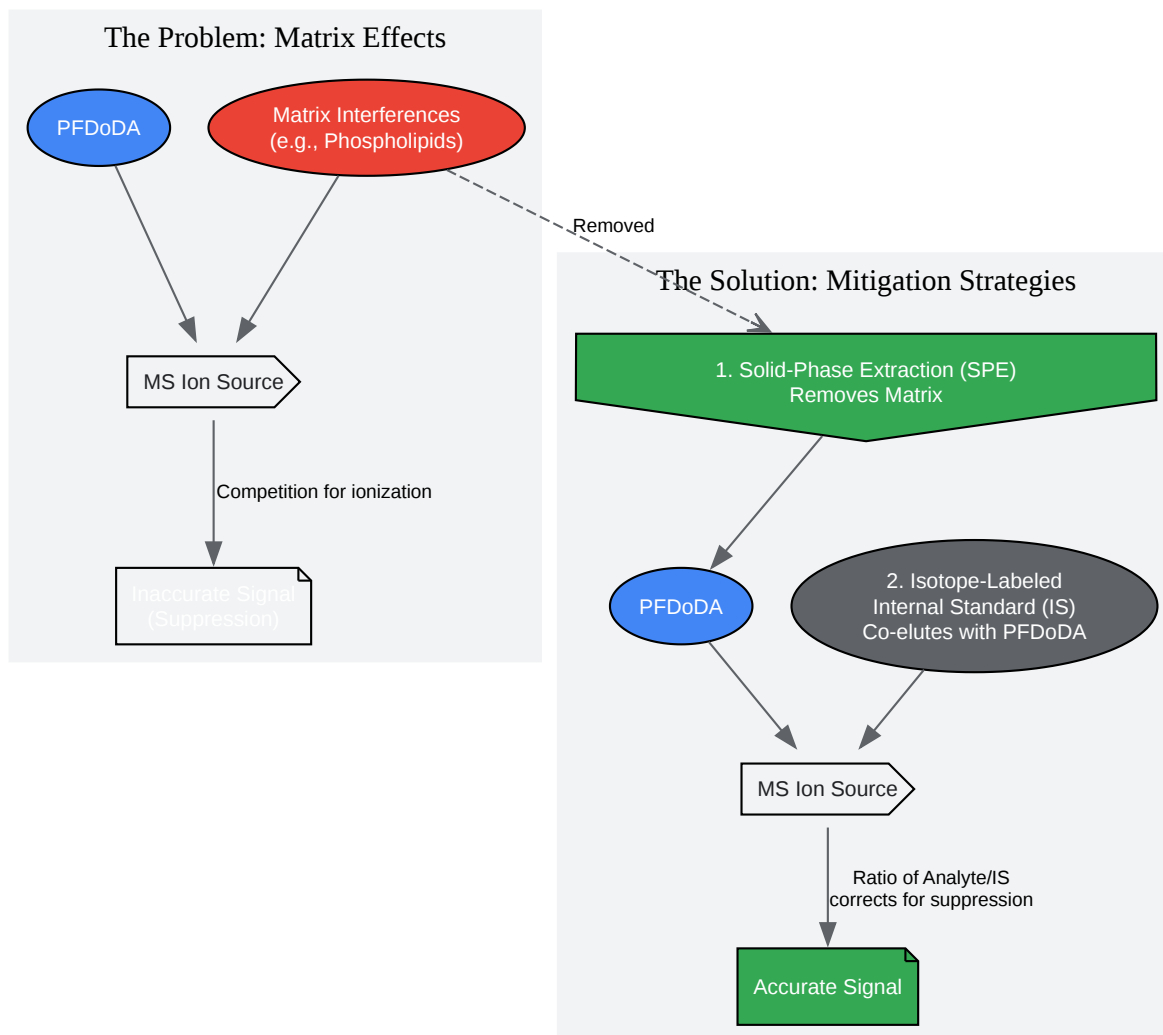 The Problem: Matrix Effects
PFDoDA
Matrix Interferences
(e.g., Phospholipids)
MS Ion Source
Competition for ionization
Inaccurate Signal
(Suppression)
Removed
The Solution: Mitigation Strategies
1. Solid-Phase Extraction (SPE)
Removes Matrix
PFDoDA
2. Isotope-Labeled
Internal Standard (IS)
Co-elutes with PFDoDA
MS Ion Source
Ratio of Analyte/IS
corrects for suppression
Accurate Signal